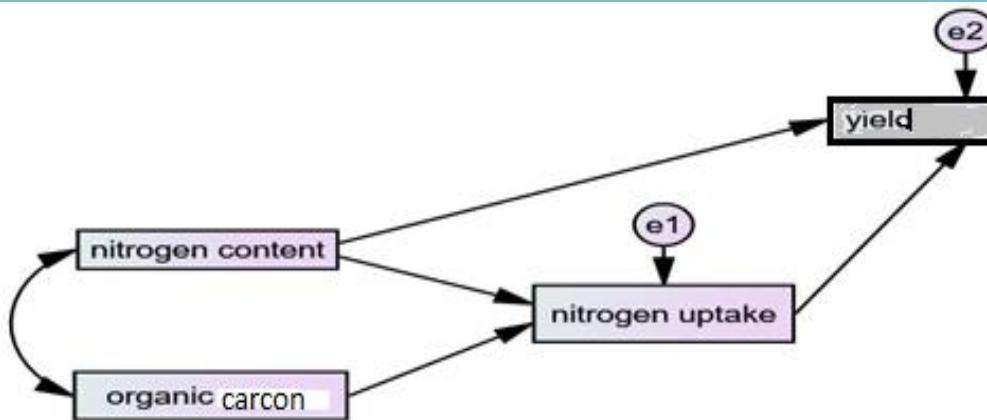 e2
yield
nitrogen content
e1
nitrogen uptake
organic carcon